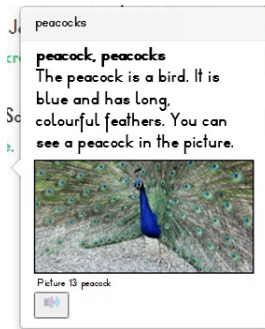 peacocks
peacock, peacocks
The peacock is a bird. It is
blue and has long,
colourful feathers. You can
see a peacock in the picture.
Picture 13 peacock